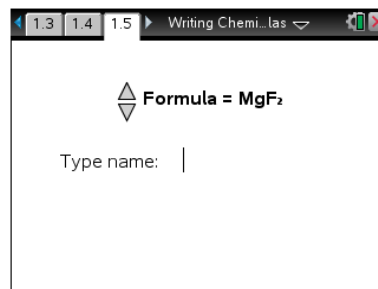 1.3 1.4 1.5 Writing Chemi...las
Formula = MgF₂
Type name: